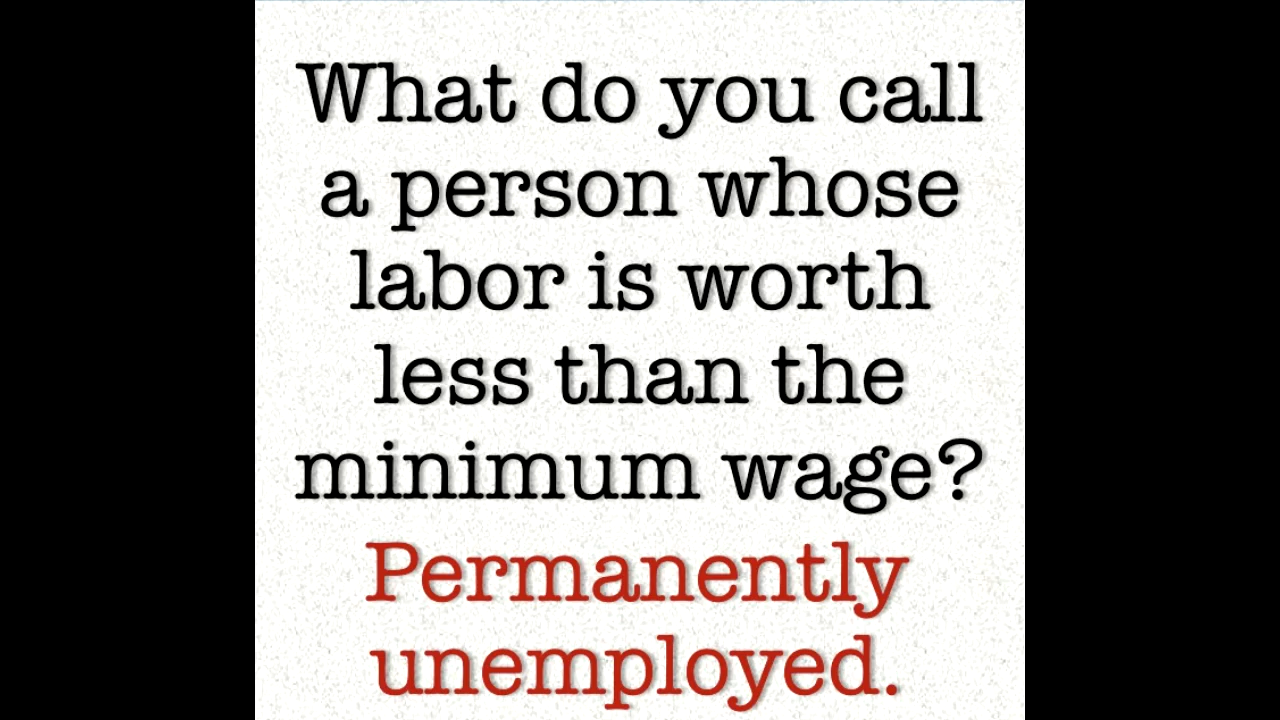 What do you call
a person whose
labor is worth
less than the
minimum wage?
Permanently
unemployed.